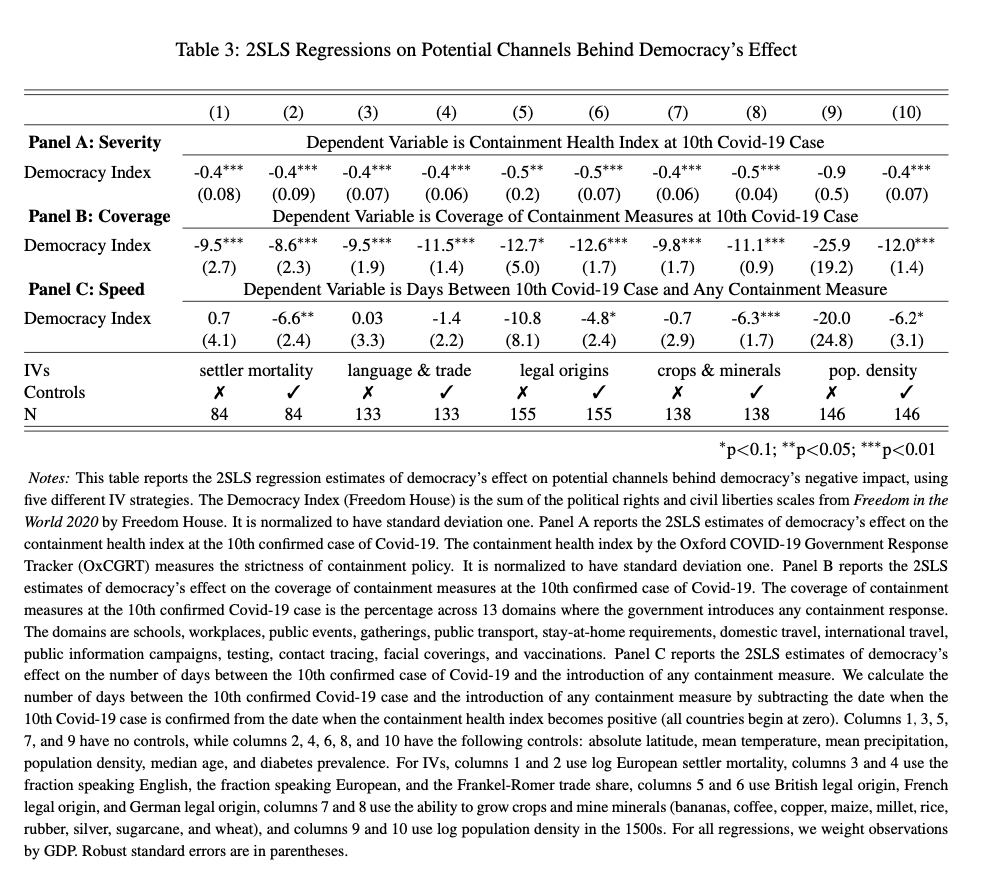 Table 3: 2SLS Regressions on Potential Channels Behind Democracy's Effect
(1) (2) (3) (4) (5) (6) (7) (8) (9) (10)
Panel A: Severity Dependent Variable is Containment Health Index at 10th Covid-19 Case
Democracy Index -0.4*** -0.4*** -0.4*** -0.4*** -0.5** -0.5*** -0.4*** -0.5*** -0.9 -0.4***
(0.08) (0.09) (0.07) (0.06) (0.2) (0.07) (0.06) (0.04) (0.5) (0.07)
Panel B: Coverage Dependent Variable is Coverage of Containment Measures at 10th Covid-19 Case
Democracy Index -9.5*** -8.6*** -9.5*** -11.5*** -12.7* -12.6*** -9.8*** -11.1*** -25.9 -12.0***
(2.7) (2.3) (1.9) (1.4) (5.0) (1.7) (1.7) (0.9) (19.2) (1.4)
Panel C: Speed Dependent Variable is Days Between 10th Covid-19 Case and Any Containment Measure
Democracy Index 0.7 -6.6** 0.03 -1.4 -10.8 -4.8* -0.7 -6.3*** -20.0 -6.2*
(4.1) (2.4) (3.3) (2.2) (8.1) (2.4) (2.9) (1.7) (24.8) (3.1)
IVs settler mortality language & trade legal origins crops & minerals pop. density
Controls ✗ ✓ ✗ ✓ ✗ ✓ ✗ ✓ ✗ ✓
N 84 84 133 133 155 155 138 138 146 146
*p<0.1; **p<0.05; ***p<0.01
Notes: This table reports the 2SLS regression estimates of democracy's effect on potential channels behind democracy's negative impact, using
five different IV strategies. The Democracy Index (Freedom House) is the sum of the political rights and civil liberties scales from Freedom in the
World 2020 by Freedom House. It is normalized to have standard deviation one. Panel A reports the 2SLS estimates of democracy's effect on the
containment health index at the 10th confirmed case of Covid-19. The containment health index by the Oxford COVID-19 Government Response
Tracker (OxCGRT) measures the strictness of containment policy. It is normalized to have standard deviation one. Panel B reports the 2SLS
estimates of democracy's effect on the coverage of containment measures at the 10th confirmed case of Covid-19. The coverage of containment
measures at the 10th confirmed Covid-19 case is the percentage across 13 domains where the government introduces any containment response.
The domains are schools, workplaces, public events, gatherings, public transport, stay-at-home requirements, domestic travel, international travel,
public information campaigns, testing, contact tracing, facial coverings, and vaccinations. Panel C reports the 2SLS estimates of democracy's
effect on the number of days between the 10th confirmed case of Covid-19 and the introduction of any containment measure. We calculate the
number of days between the 10th confirmed Covid-19 case and the introduction of any containment measure by subtracting the date when the
10th Covid-19 case is confirmed from the date when the containment health index becomes positive (all countries begin at zero). Columns 1, 3, 5,
7, and 9 have no controls, while columns 2, 4, 6, 8, and 10 have the following controls: absolute latitude, mean temperature, mean precipitation,
population density, median age, and diabetes prevalence. For IVs, columns 1 and 2 use log European settler mortality, columns 3 and 4 use the
fraction speaking English, the fraction speaking European, and the Frankel-Romer trade share, columns 5 and 6 use British legal origin, French
legal origin, and German legal origin, columns 7 and 8 use the ability to grow crops and mine minerals (bananas, coffee, copper, maize, millet, rice,
rubber, silver, sugarcane, and wheat), and columns 9 and 10 use log population density in the 1500s. For all regressions, we weight observations
by GDP. Robust standard errors are in parentheses.